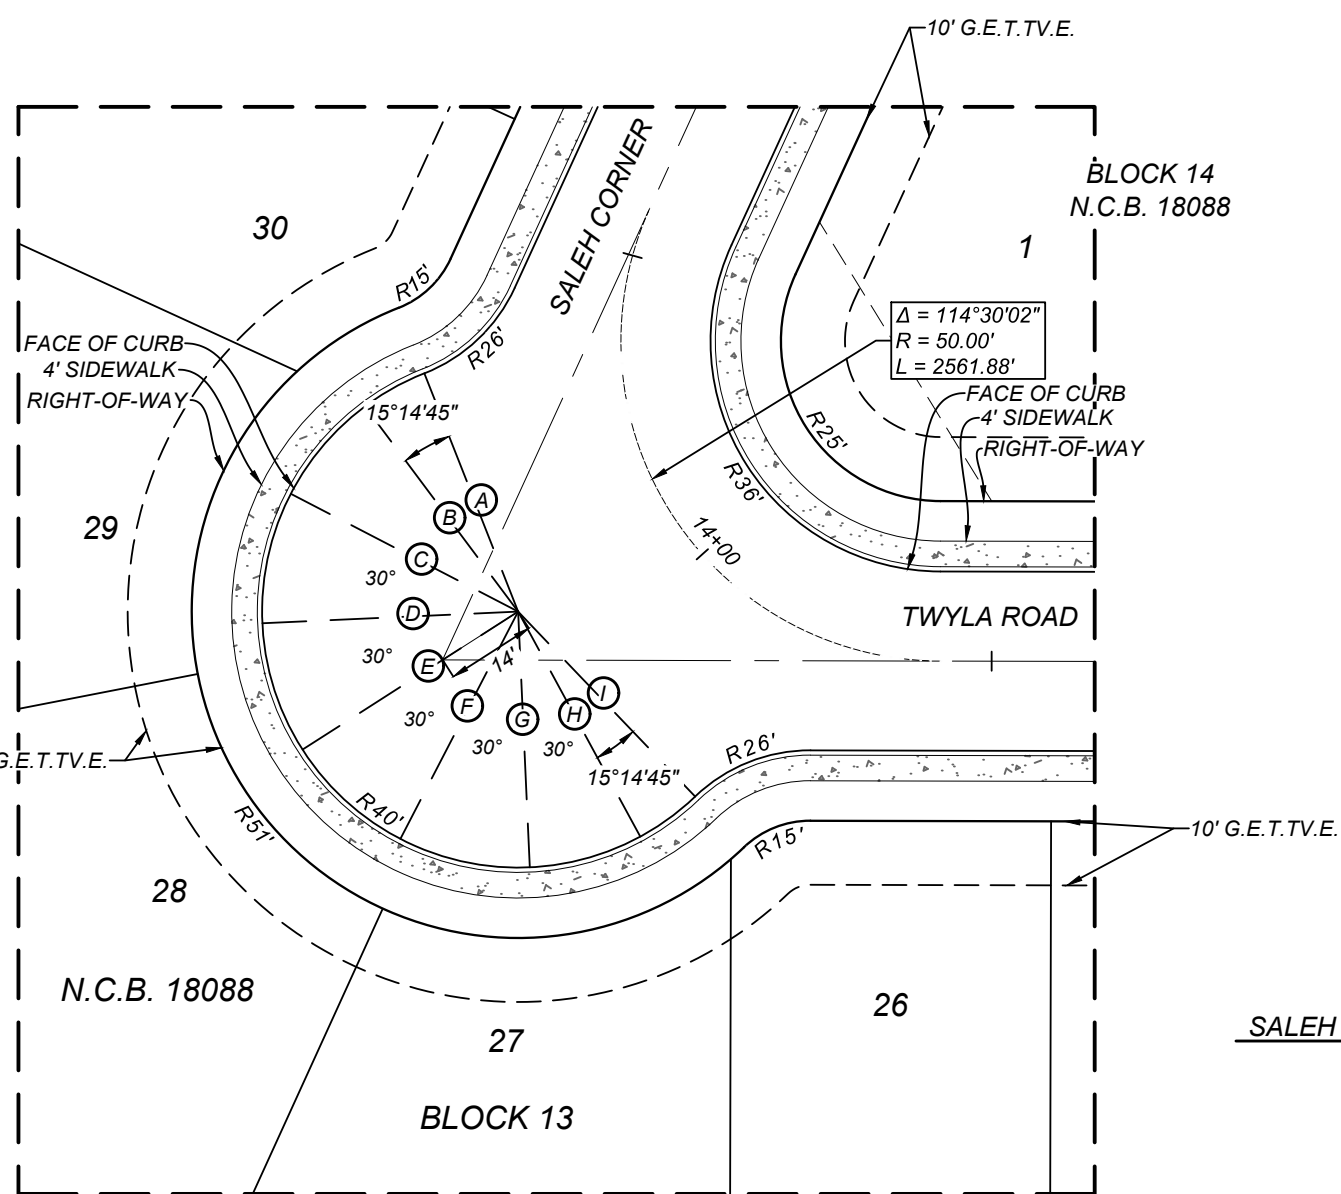 10' G.E.T.TV.E.
SALEH CORNER
BLOCK 14
N.C.B. 18088
30
1
R15'
Δ = 114°30'02"
R = 50.00'
L = 2561.88'
FACE OF CURB
4' SIDEWALK
RIGHT-OF-WAY
R26'
15°14'45"
FACE OF CURB
4' SIDEWALK
RIGHT-OF-WAY
R25'
R36'
A
B
29
14+00
C
30°
D
TWYLA ROAD
30°
E
14'
F
I
30°
G
H
30°
30°
R26'
15°14'45"
G.E.T.TV.E.
R40'
R51'
R15'
10' G.E.T.TV.E.
28
N.C.B. 18088
26
27
SALEH
BLOCK 13